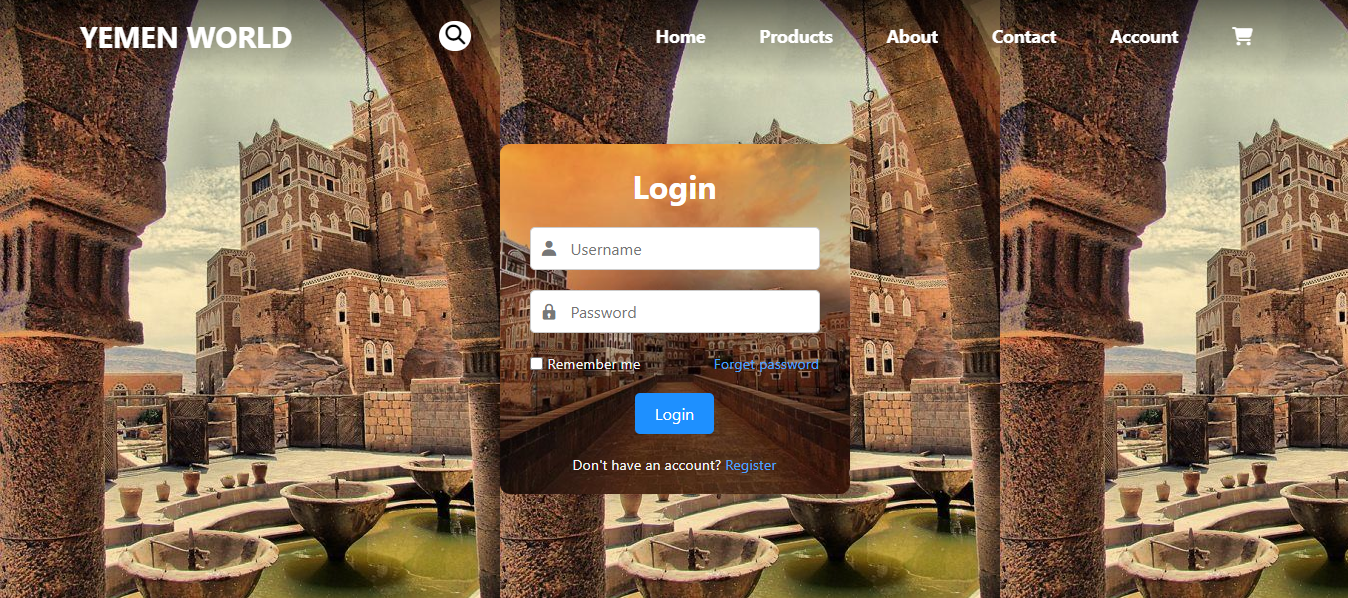 YEMEN WORLD
Home Products About Contact Account
Login
Username
Password
Remember me Forget password
Login
Don't have an account? Register